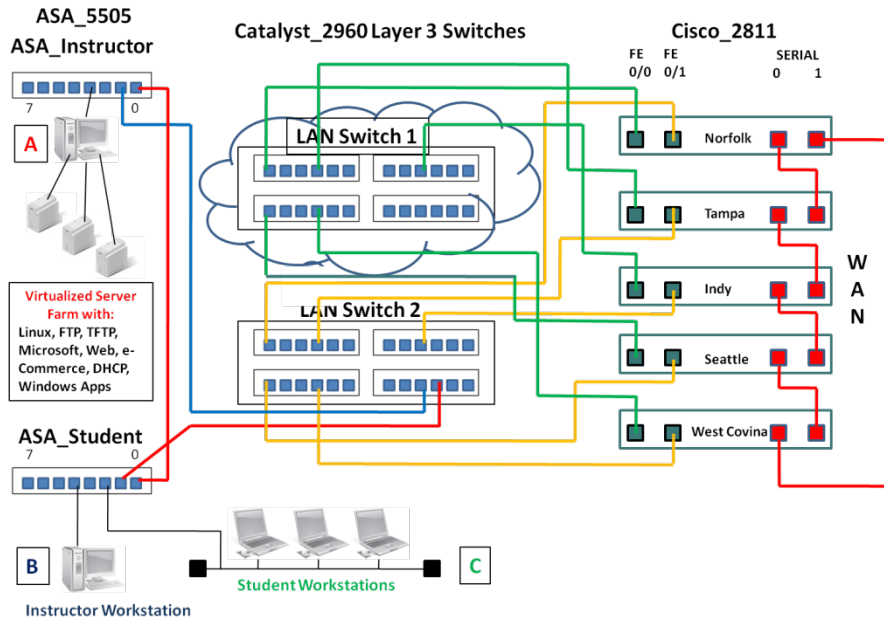 ASA_5505
ASA_Instructor
Catalyst_2960 Layer 3 Switches
Cisco_2811
FE
0/0
FE
0/1
SERIAL
0
1
7
0
A
LAN Switch 1
Norfolk
Tampa
Indy
Seattle
West Covina
W
A
N
Virtualized Server
Farm with:
Linux, FTP, TFTP,
Microsoft, Web, e-
Commerce, DHCP,
Windows Apps
LAN Switch 2
ASA_Student
7
0
B
C
Student Workstations
Instructor Workstation